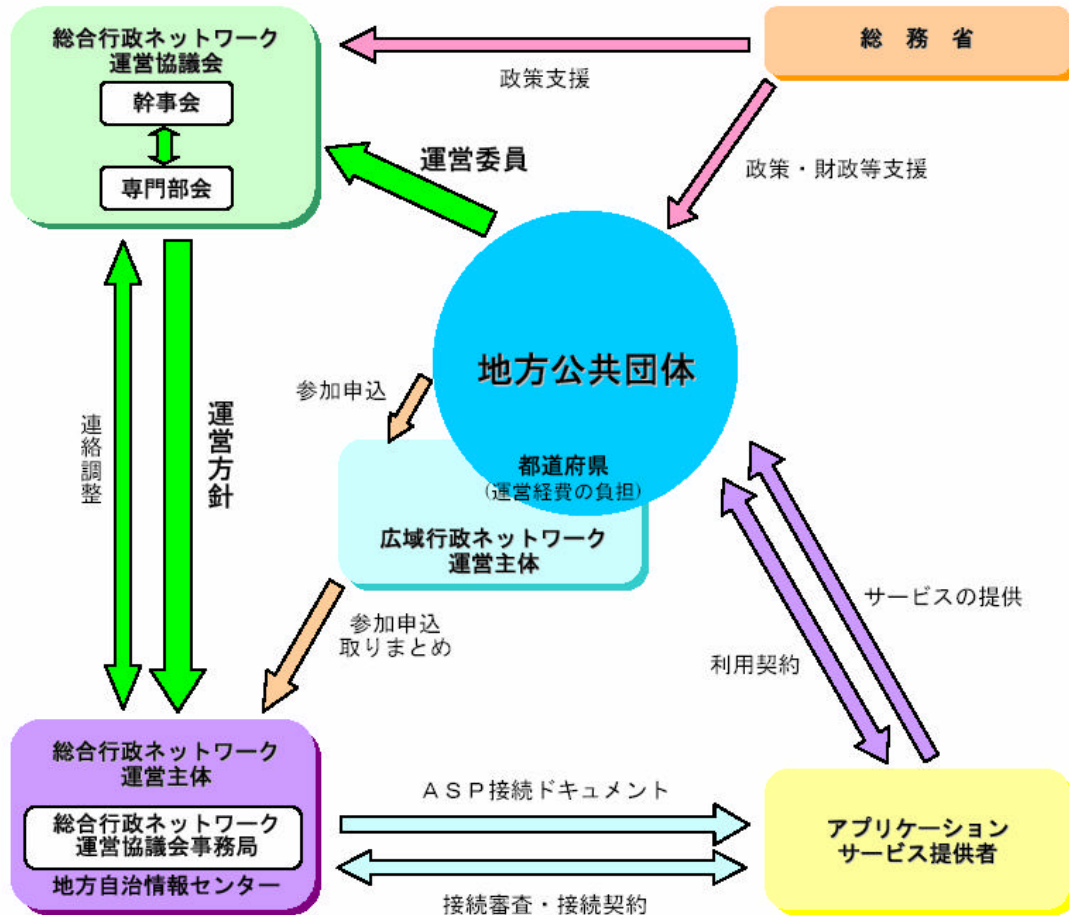 総合行政ネットワーク
運営協議会
幹事会
専門部会
総 務 省
政策支援
政策・財政等支援
運営委員
地方公共団体
参加申込
都道府県
(運営経費の負担)
広域行政ネットワーク
運営主体
連絡調整
運営方針
参加申込
取りまとめ
サービスの提供
利用契約
総合行政ネットワーク
運営主体
総合行政ネットワーク
運営協議会事務局
地方自治情報センター
ASP接続ドキュメント
接続審査・接続契約
アプリケーション
サービス提供者